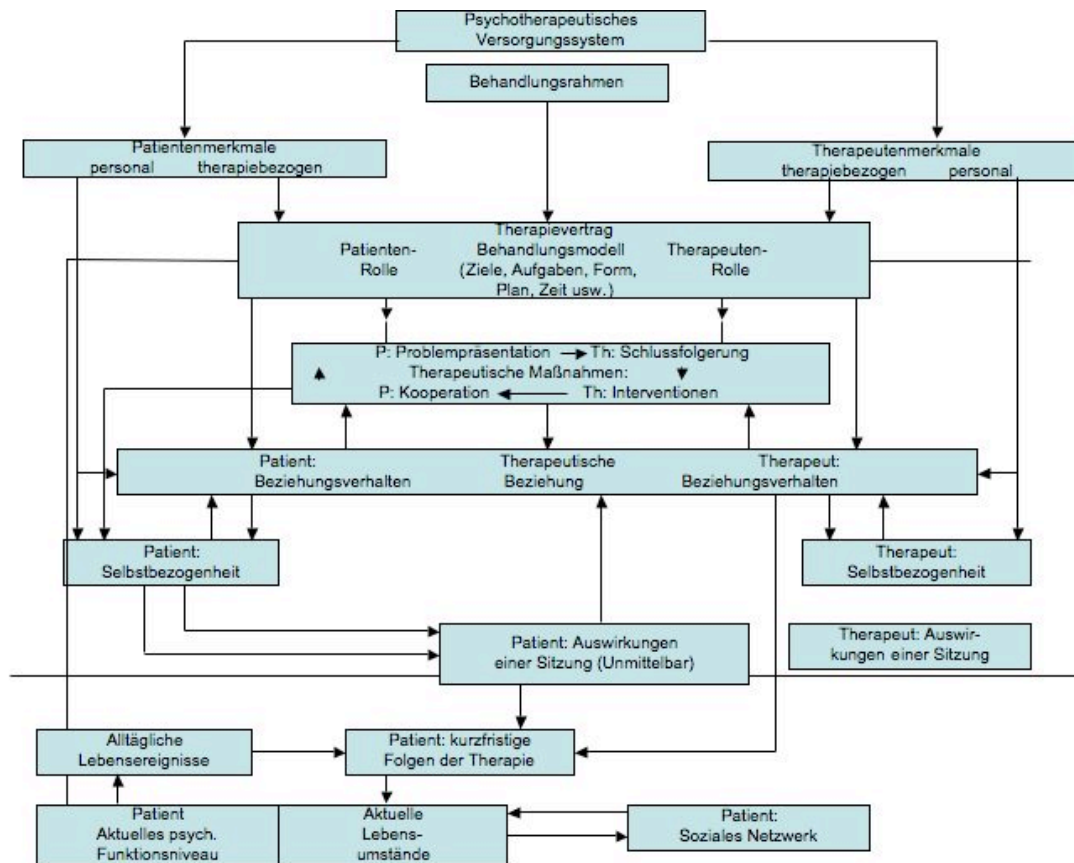 Psychotherapeutisches
Versorgungssystem
Behandlungsrahmen
Patientenmerkmale
personal therapiebezogen
Therapeutenmerkmale
therapiebezogen personal
Therapievertrag
Patienten- Behandlungsmodell Therapeuten-
Rolle (Ziele, Aufgaben, Form, Rolle
Plan, Zeit usw.)
P: Problempräsentation Th: Schlussfolgerung
Therapeutische Maßnahmen:
P: Kooperation Th: Interventionen
Patient: Therapeutische Therapeut:
Beziehungsverhalten Beziehung Beziehungsverhalten
Patient:
Selbstbezogenheit
Therapeut:
Selbstbezogenheit
Patient: Auswirkungen
einer Sitzung (Unmittelbar)
Therapeut: Auswir-
kungen einer Sitzung
Alltägliche
Lebensereignisse
Patient: kurzfristige
Folgen der Therapie
Patient
Aktuelles psych.
Funktionsniveau
Aktuelle
Lebens-
umstände
Patient:
Soziales Netzwerk